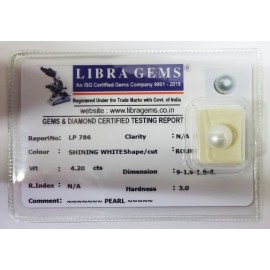 LIBRA GEMS
An ISO Certified Gems Company 9001 - 2015
Registered Under the Trade Marks with Govt. of India
website : www.libragems.co.in
GEMS & DIAMOND CERTIFIED TESTING REPORT
ReportNo: LP 786 Clarity : N/A
Colour : SHINING WHITE Shape/cut :
Wt : 4.20 cts Dimension :
R.Index : N/A Hardness : 3.0
Comment ~~~~~~~ PEARL ~~~~~